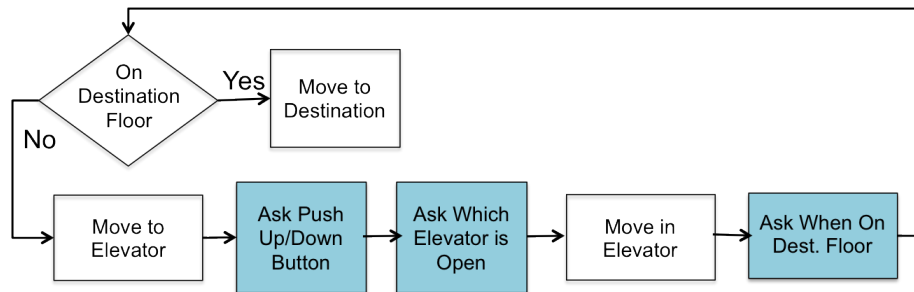 On
Destination
Floor
Yes
Move to
Destination
No
Move to
Elevator
Ask Push
Up/Down
Button
Ask Which
Elevator is
Open
Move in
Elevator
Ask When On
Dest. Floor